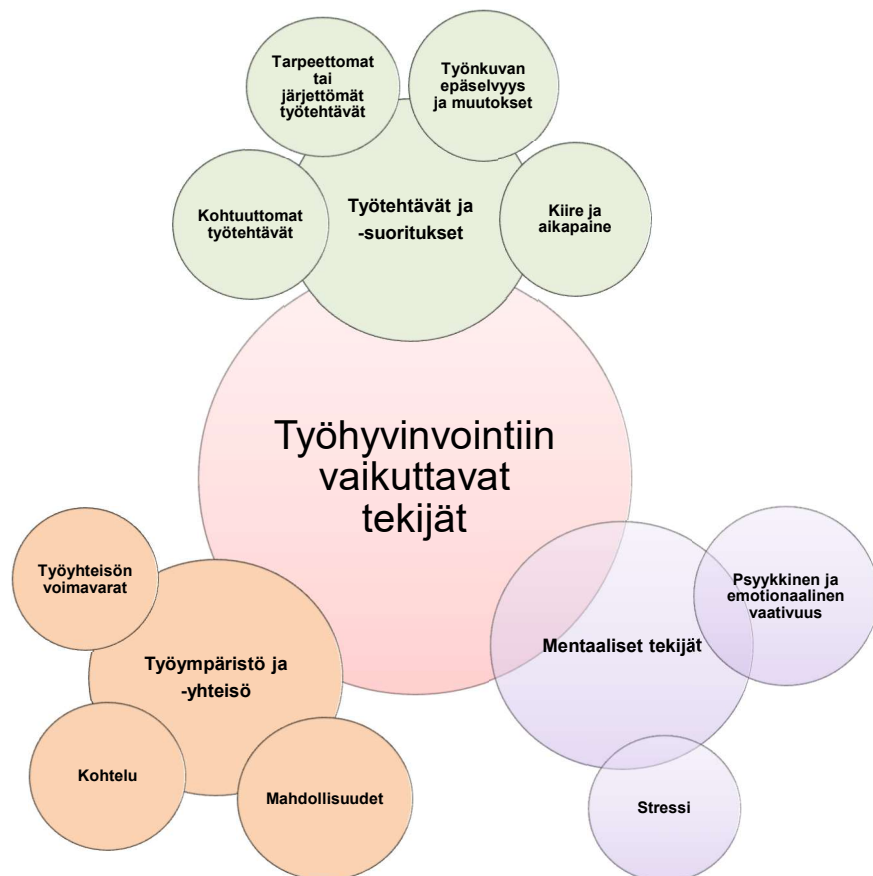 Tarpeettomat
tai
järjettömät
työtehtävät
Työnkuvan
epäselvyys
ja muutokset
Kohtuuttomat
työtehtävät
Työtehtävät ja
-suoritukset
Kiire ja
aikapaine
Työhyvinvointiin
vaikuttavat
tekijät
Työyhteisön
voimavarat
Työympäristö ja
-yhteisö
Kohtelu
Mahdollisuudet
Mentaaliset tekijät
Psyykkinen ja
emotionaalinen
vaativuus
Stressi